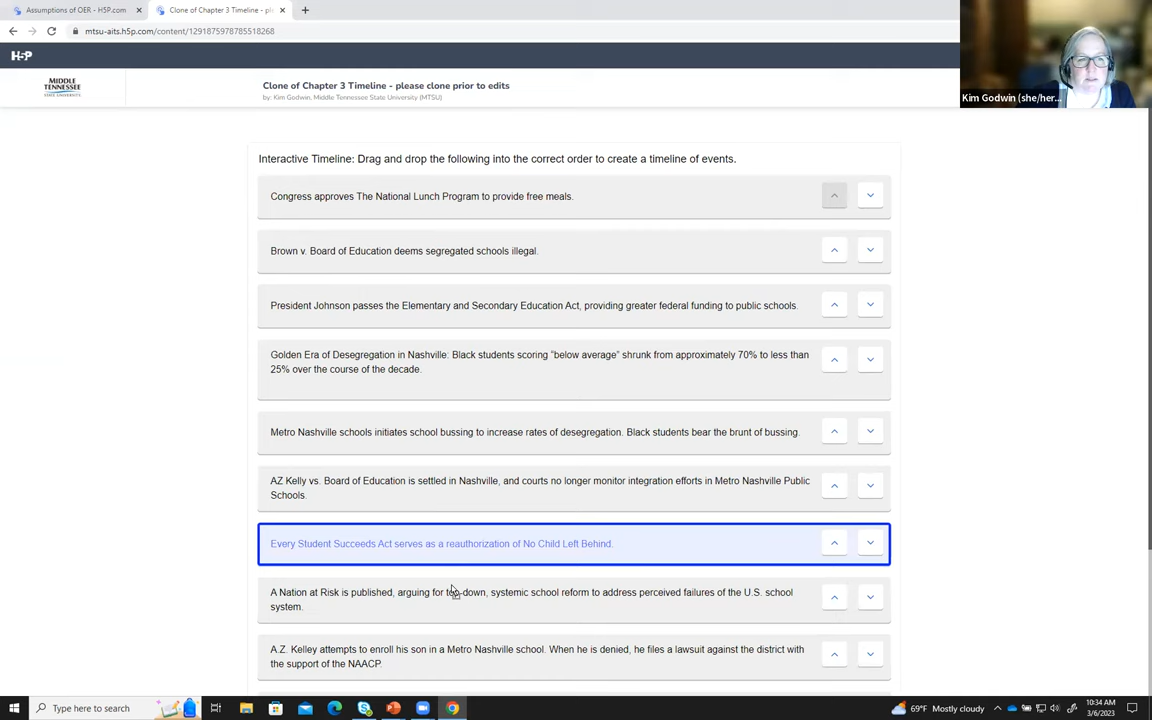 Assumptions of OER - H5P.com
Clone of Chapter 3 Timeline - ple
mtsu-aits.h5p.com/content/1291875978785518268
H5P
MIDDLE
TENNESSEE
STATE UNIVERSITY
Clone of Chapter 3 Timeline - please clone prior to edits
by: Kim Godwin, Middle Tennessee State University (MTSU)
Kim Godwin (she/her...
Interactive Timeline: Drag and drop the following into the correct order to create a timeline of events.
Congress approves The National Lunch Program to provide free meals.
Brown v. Board of Education deems segregated schools illegal.
President Johnson passes the Elementary and Secondary Education Act, providing greater federal funding to public schools.
Golden Era of Desegregation in Nashville: Black students scoring "below average" shrunk from approximately 70% to less than
25% over the course of the decade.
Metro Nashville schools initiates school bussing to increase rates of desegregation. Black students bear the brunt of bussing.
AZ Kelly vs. Board of Education is settled in Nashville, and courts no longer monitor integration efforts in Metro Nashville Public
Schools.
Every Student Succeeds Act serves as a reauthorization of No Child Left Behind.
A Nation at Risk is published, arguing for top-down, systemic school reform to address perceived failures of the U.S. school
system.
A.Z. Kelley attempts to enroll his son in a Metro Nashville school. When he is denied, he files a lawsuit against the district with
the support of the NAACP.
Type here to search
69°F Mostly cloudy
10:34 AM
3/6/2023